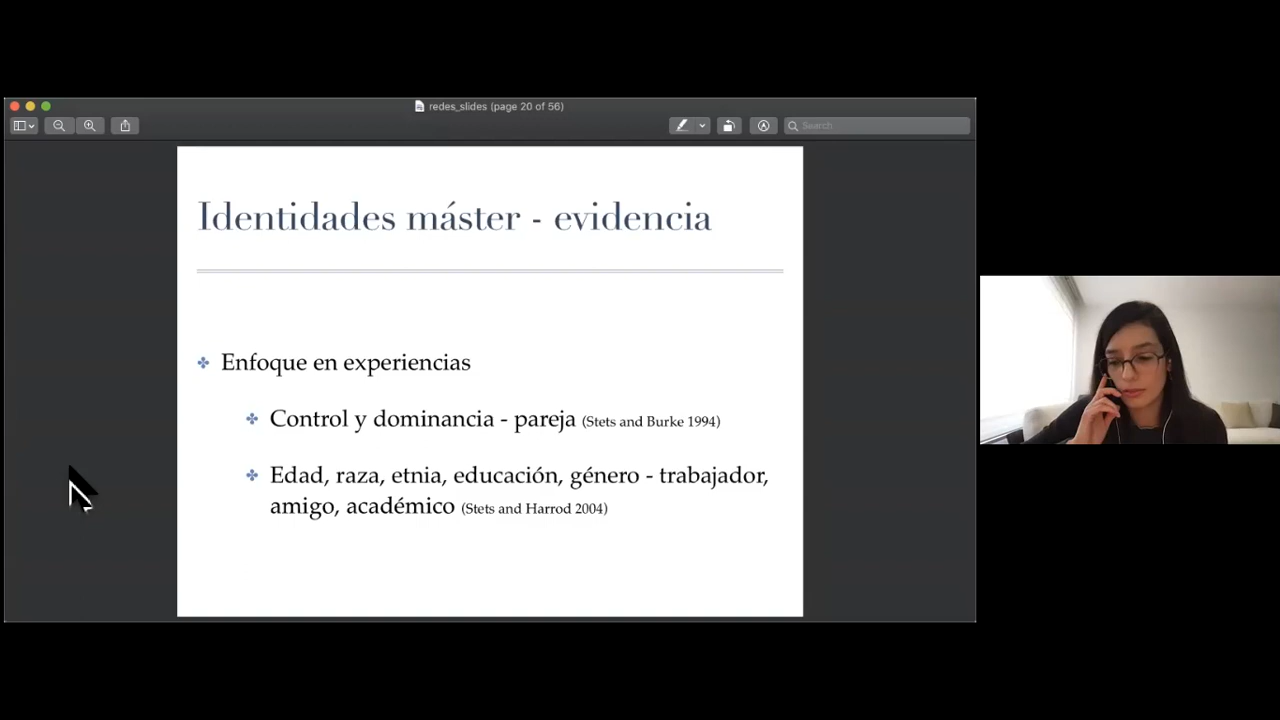 redes_slides (page 20 of 56)
Search
Identidades máster - evidencia
Enfoque en experiencias
Control y dominancia - pareja (Stets and Burke 1994)
Edad, raza, etnia, educación, género - trabajador,
amigo, académico (Stets and Harrod 2004)